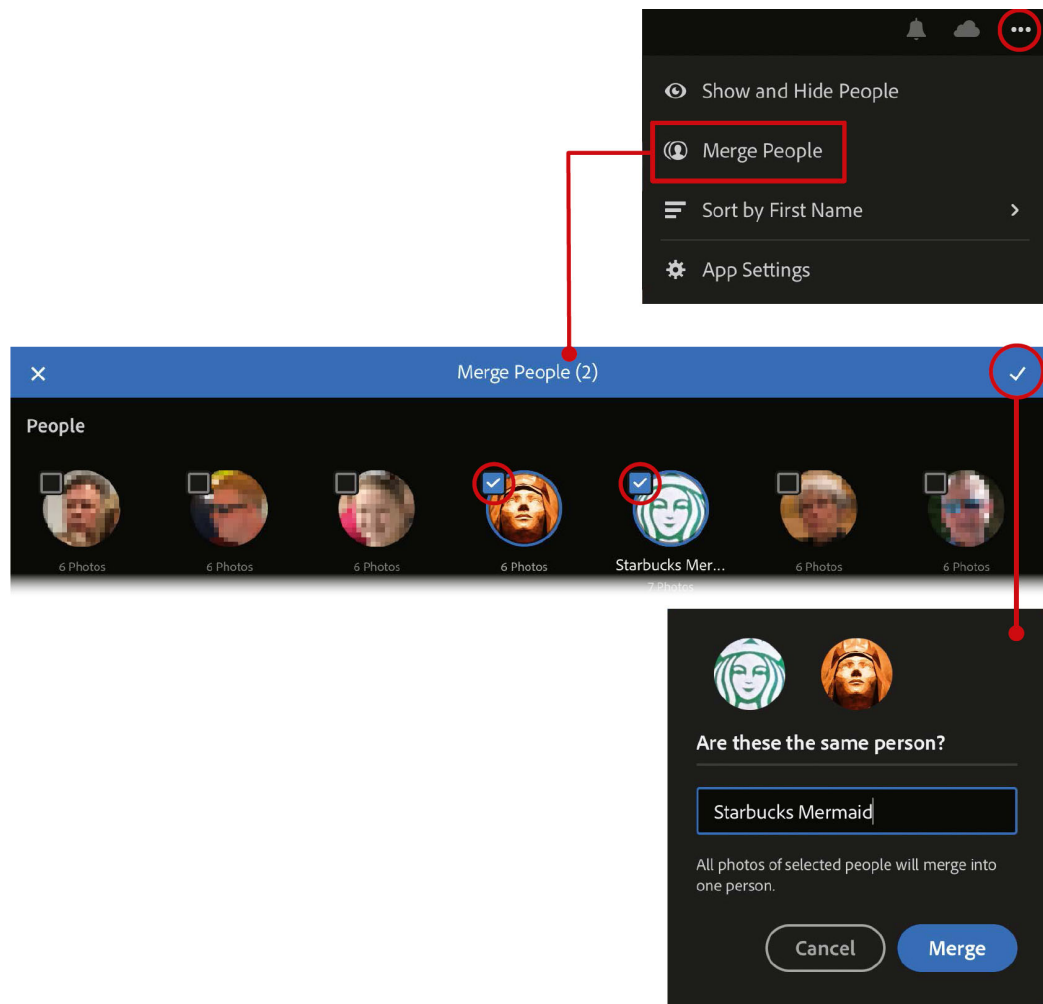 Show and Hide People
Merge People
Sort by First Name
App Settings
Merge People (2)
People
6 Photos
6 Photos
6 Photos
6 Photos
Starbucks Mer...
7 Photos
6 Photos
6 Photos
Are these the same person?
Starbucks Mermaid
All photos of selected people will merge into
one person.
Cancel
Merge